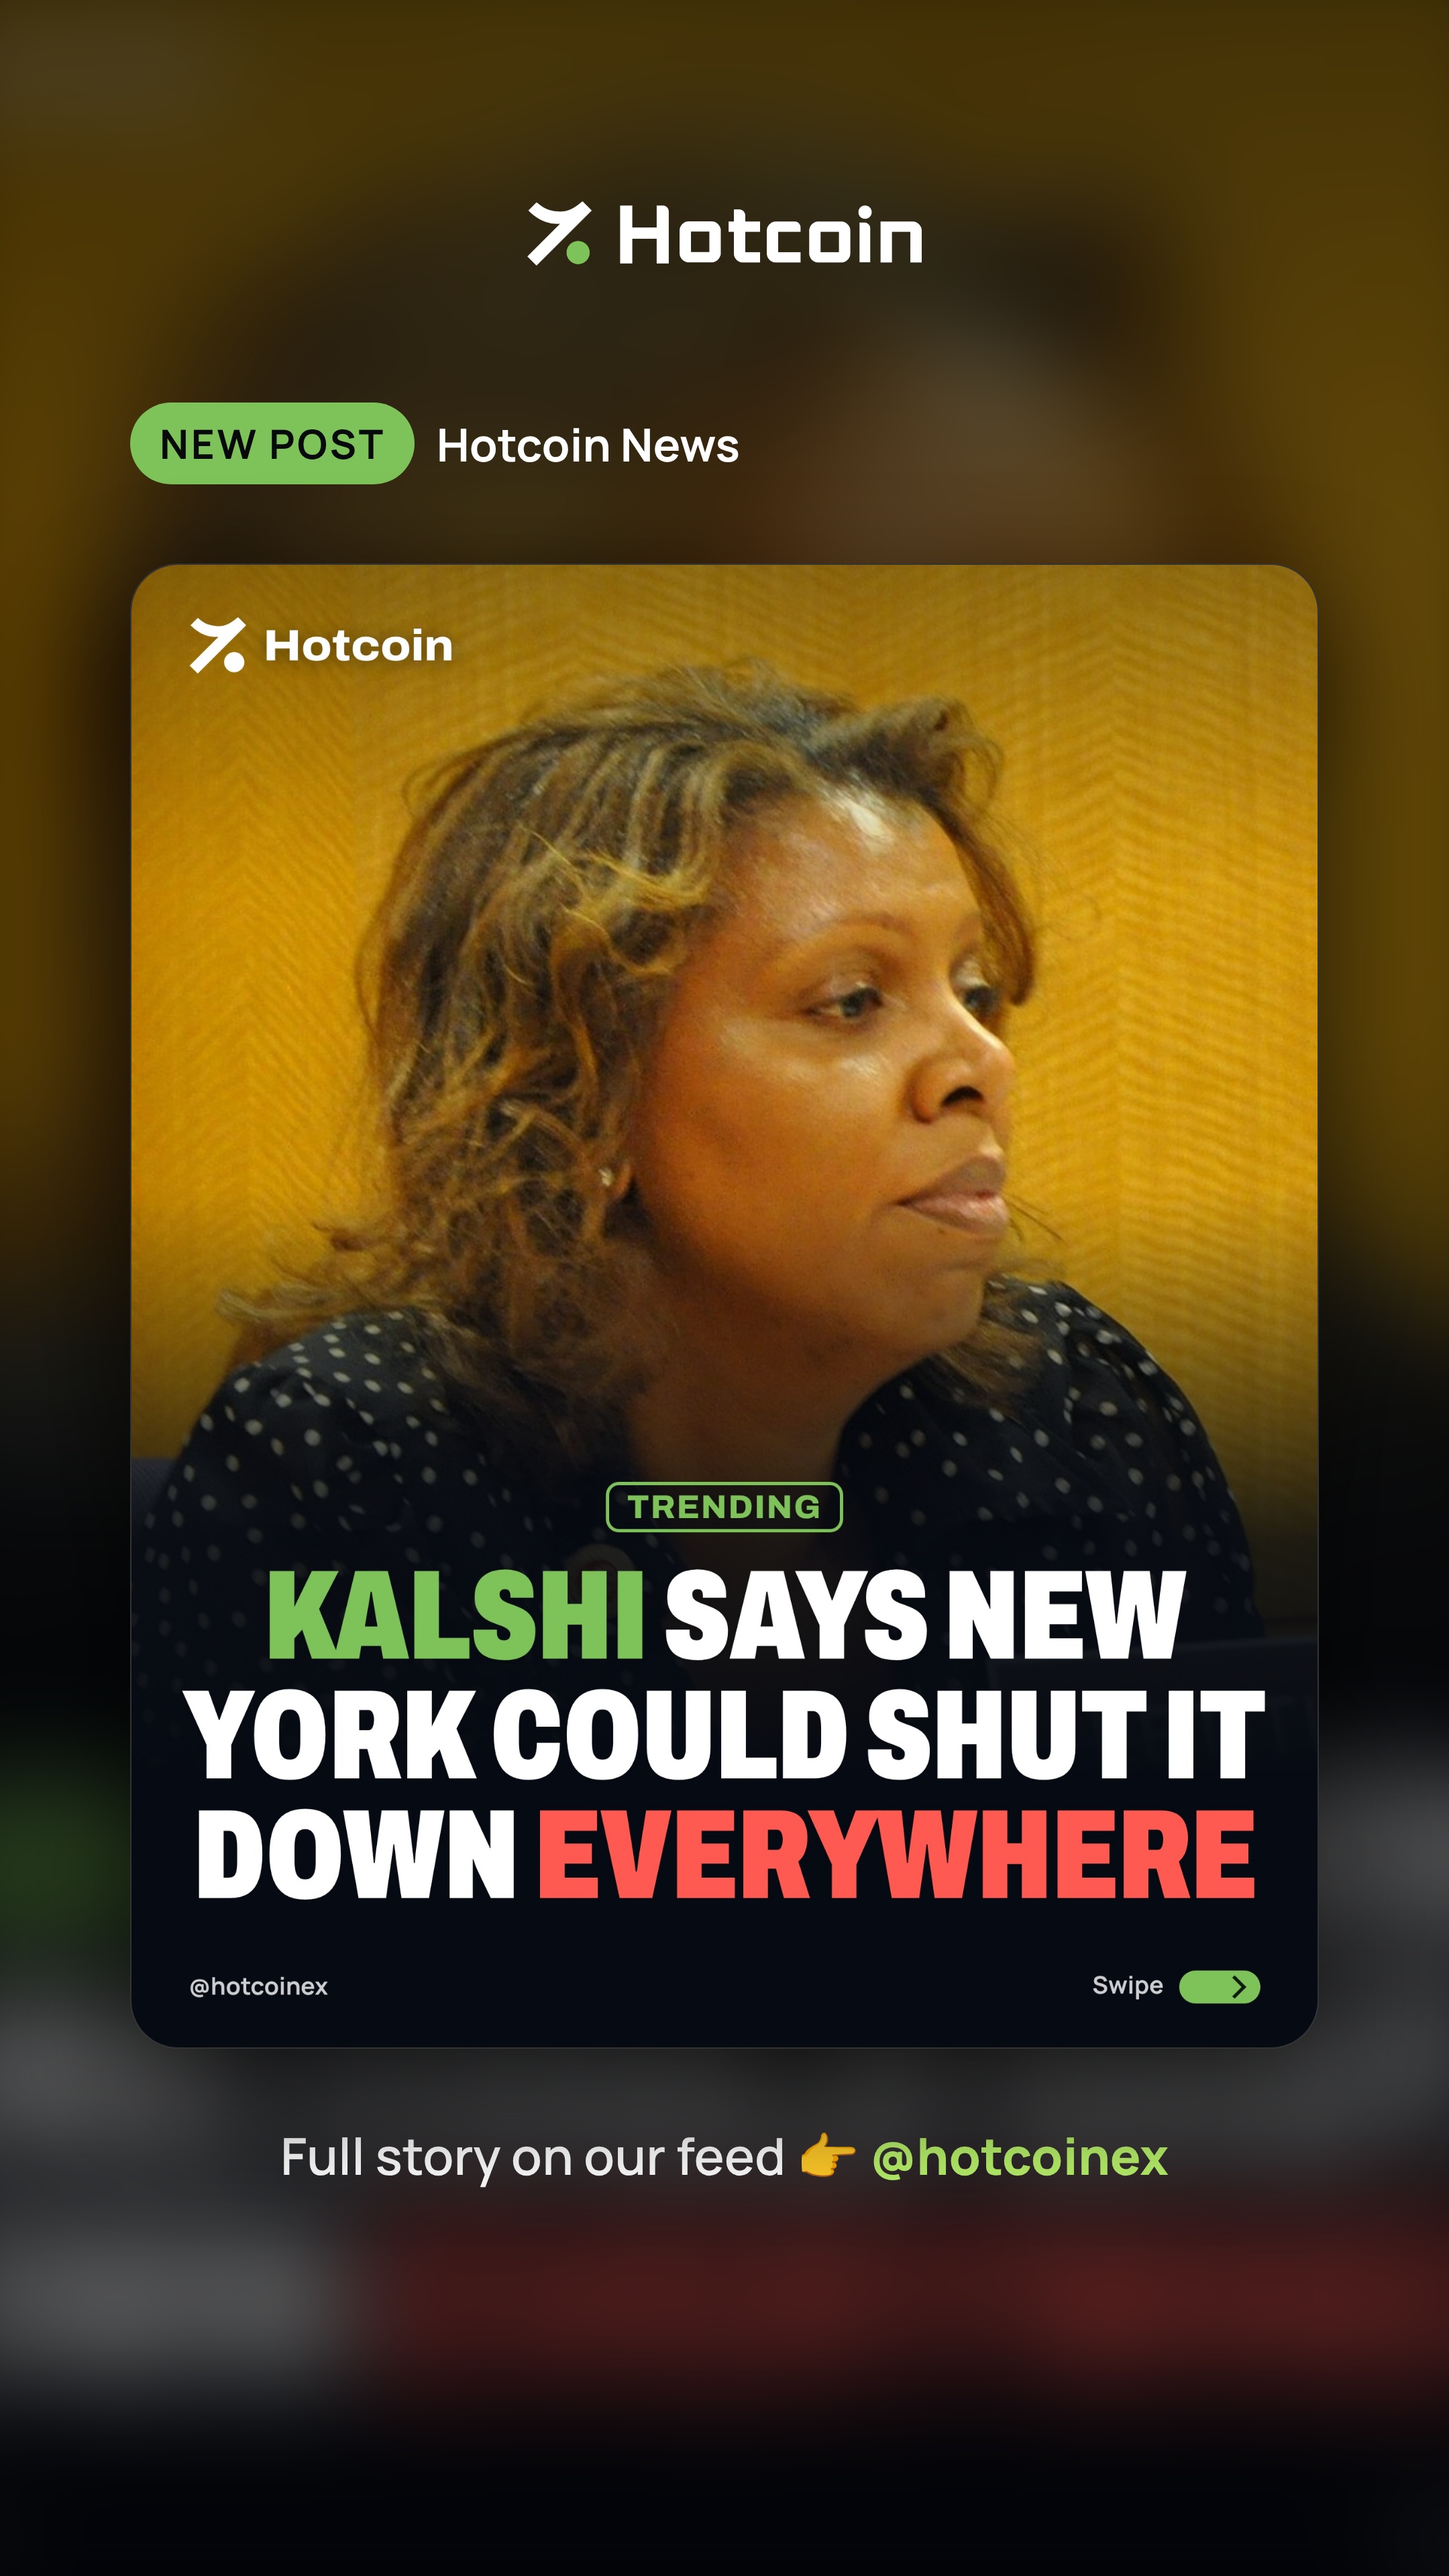 Hotcoin
NEW POST Hotcoin News
Hotcoin
TRENDING
KALSHI SAYS NEW
YORK COULD SHUT IT
DOWN EVERYWHERE
@hotcoinex Swipe
Full story on our feed 👉 @hotcoinex